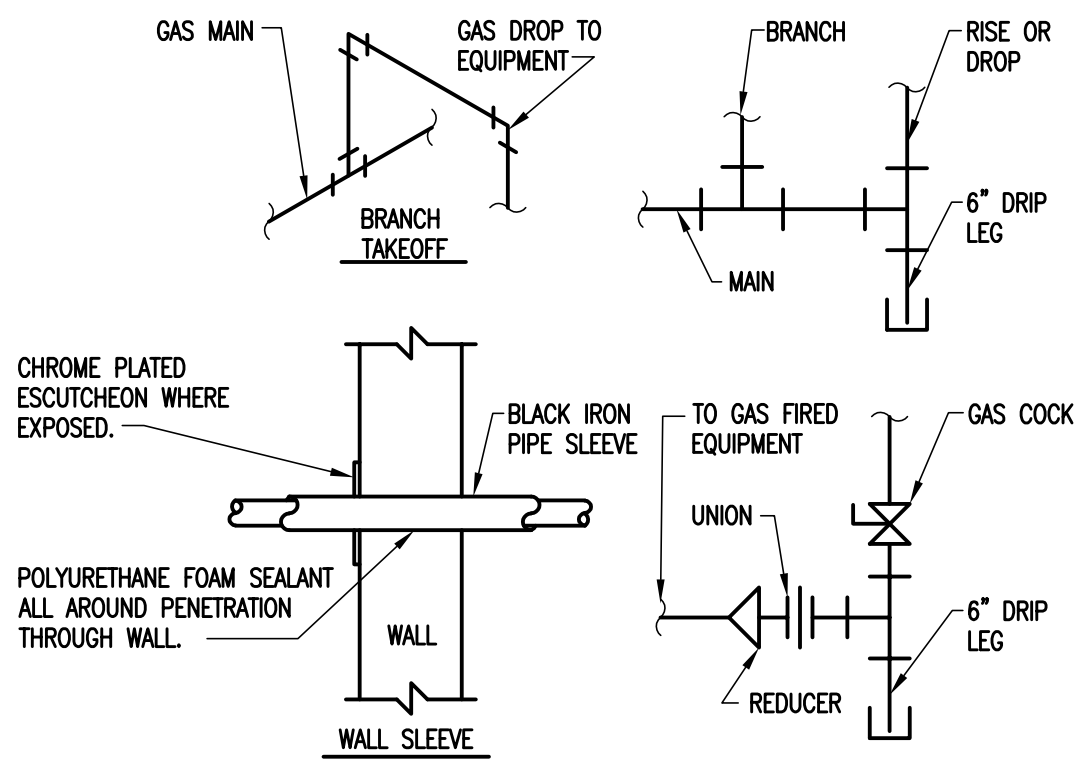 GAS MAIN
GAS DROP TO
EQUIPMENT
BRANCH
TAKEOFF
BRANCH
RISE OR
DROP
6" DRIP
LEG
MAIN
CHROME PLATED
ESCUTCHEON WHERE
EXPOSED.
BLACK IRON
PIPE SLEEVE
POLYURETHANE FOAM SEALANT
ALL AROUND PENETRATION
THROUGH WALL.
WALL
WALL SLEEVE
TO GAS FIRED
EQUIPMENT
GAS COCK
UNION
6" DRIP
LEG
REDUCER